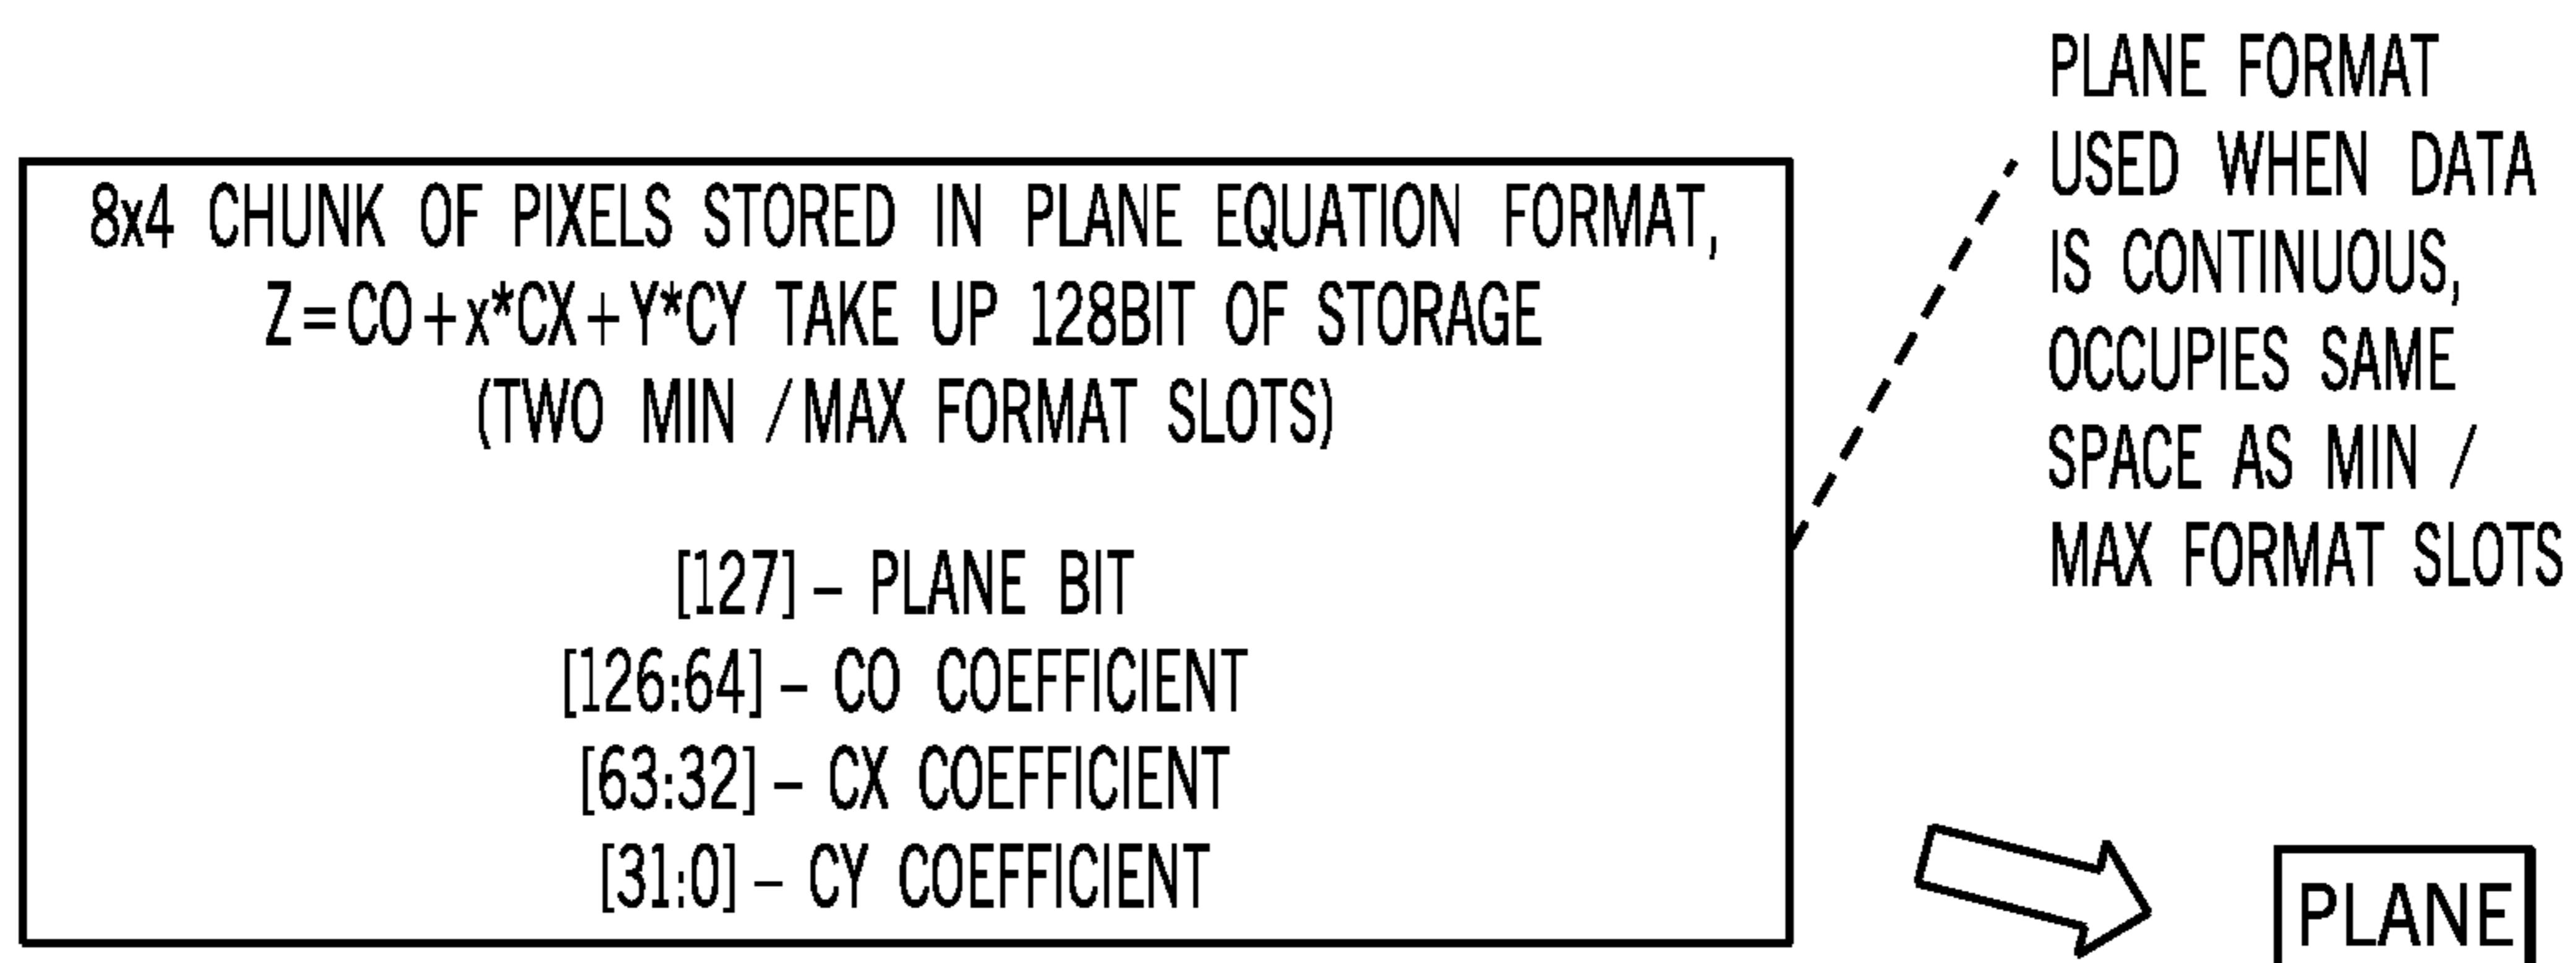 8x4 CHUNK OF PIXELS STORED IN PLANE EQUATION FORMAT,
Z=CO+x*CX+Y*CY TAKE UP 128BIT OF STORAGE
(TWO MIN /MAX FORMAT SLOTS)
[127] – PLANE BIT
[126:64] – CO COEFFICIENT
[63:32] – CX COEFFICIENT
[31:0] – CY COEFFICIENT
PLANE FORMAT
USED WHEN DATA
IS CONTINUOUS,
OCCUPIES SAME
SPACE AS MIN /
MAX FORMAT SLOTS
PLANE